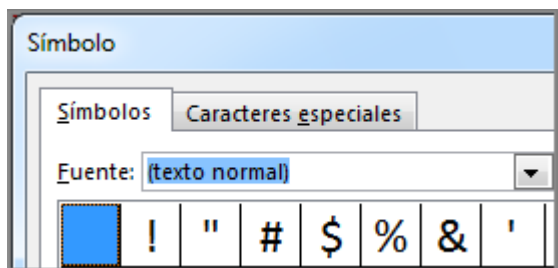 Símbolo
Símbolos Caracteres especiales
Fuente: (texto normal)
! " # $ % & '